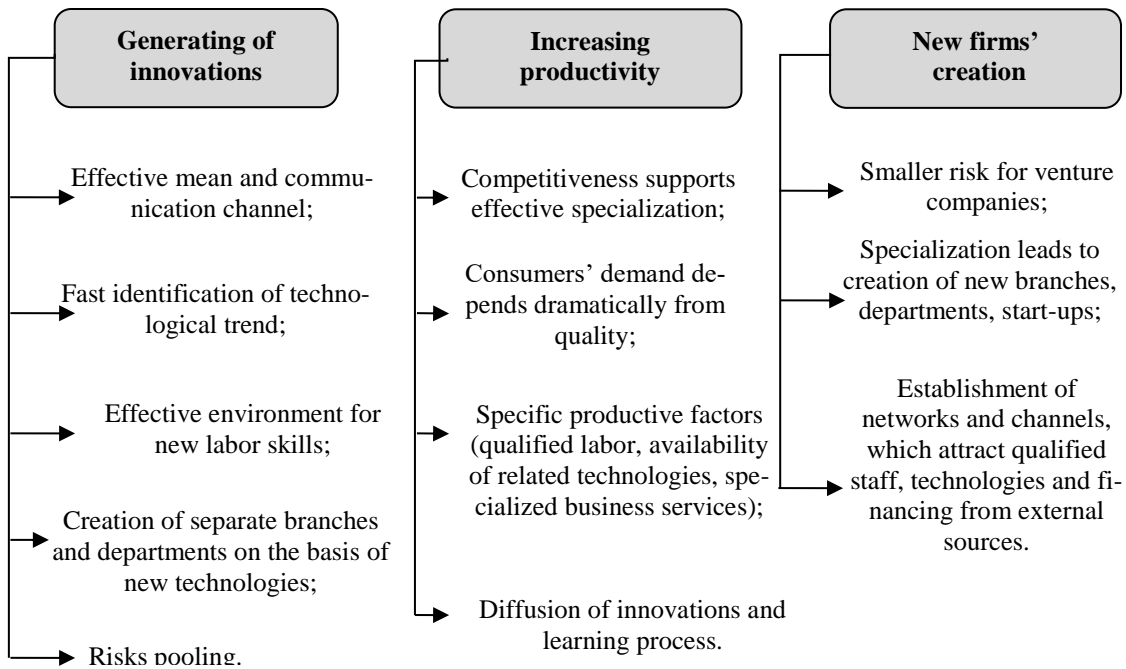 Generating of
innovations
Effective mean and commu-
nication channel;
Fast identification of techno-
logical trend;
Effective environment for
new labor skills;
Creation of separate branches
and departments on the basis of
new technologies;
Risks pooling.
Increasing
productivity
Competitiveness supports
effective specialization;
Consumers’ demand de-
pends dramatically from
quality;
Specific productive factors
(qualified labor, availability
of related technologies, spe-
cialized business services);
Diffusion of innovations and
learning process.
New firms’
creation
Smaller risk for venture
companies;
Specialization leads to
creation of new branches,
departments, start-ups;
Establishment of
networks and channels,
which attract qualified
staff, technologies and fi-
nancing from external
sources.